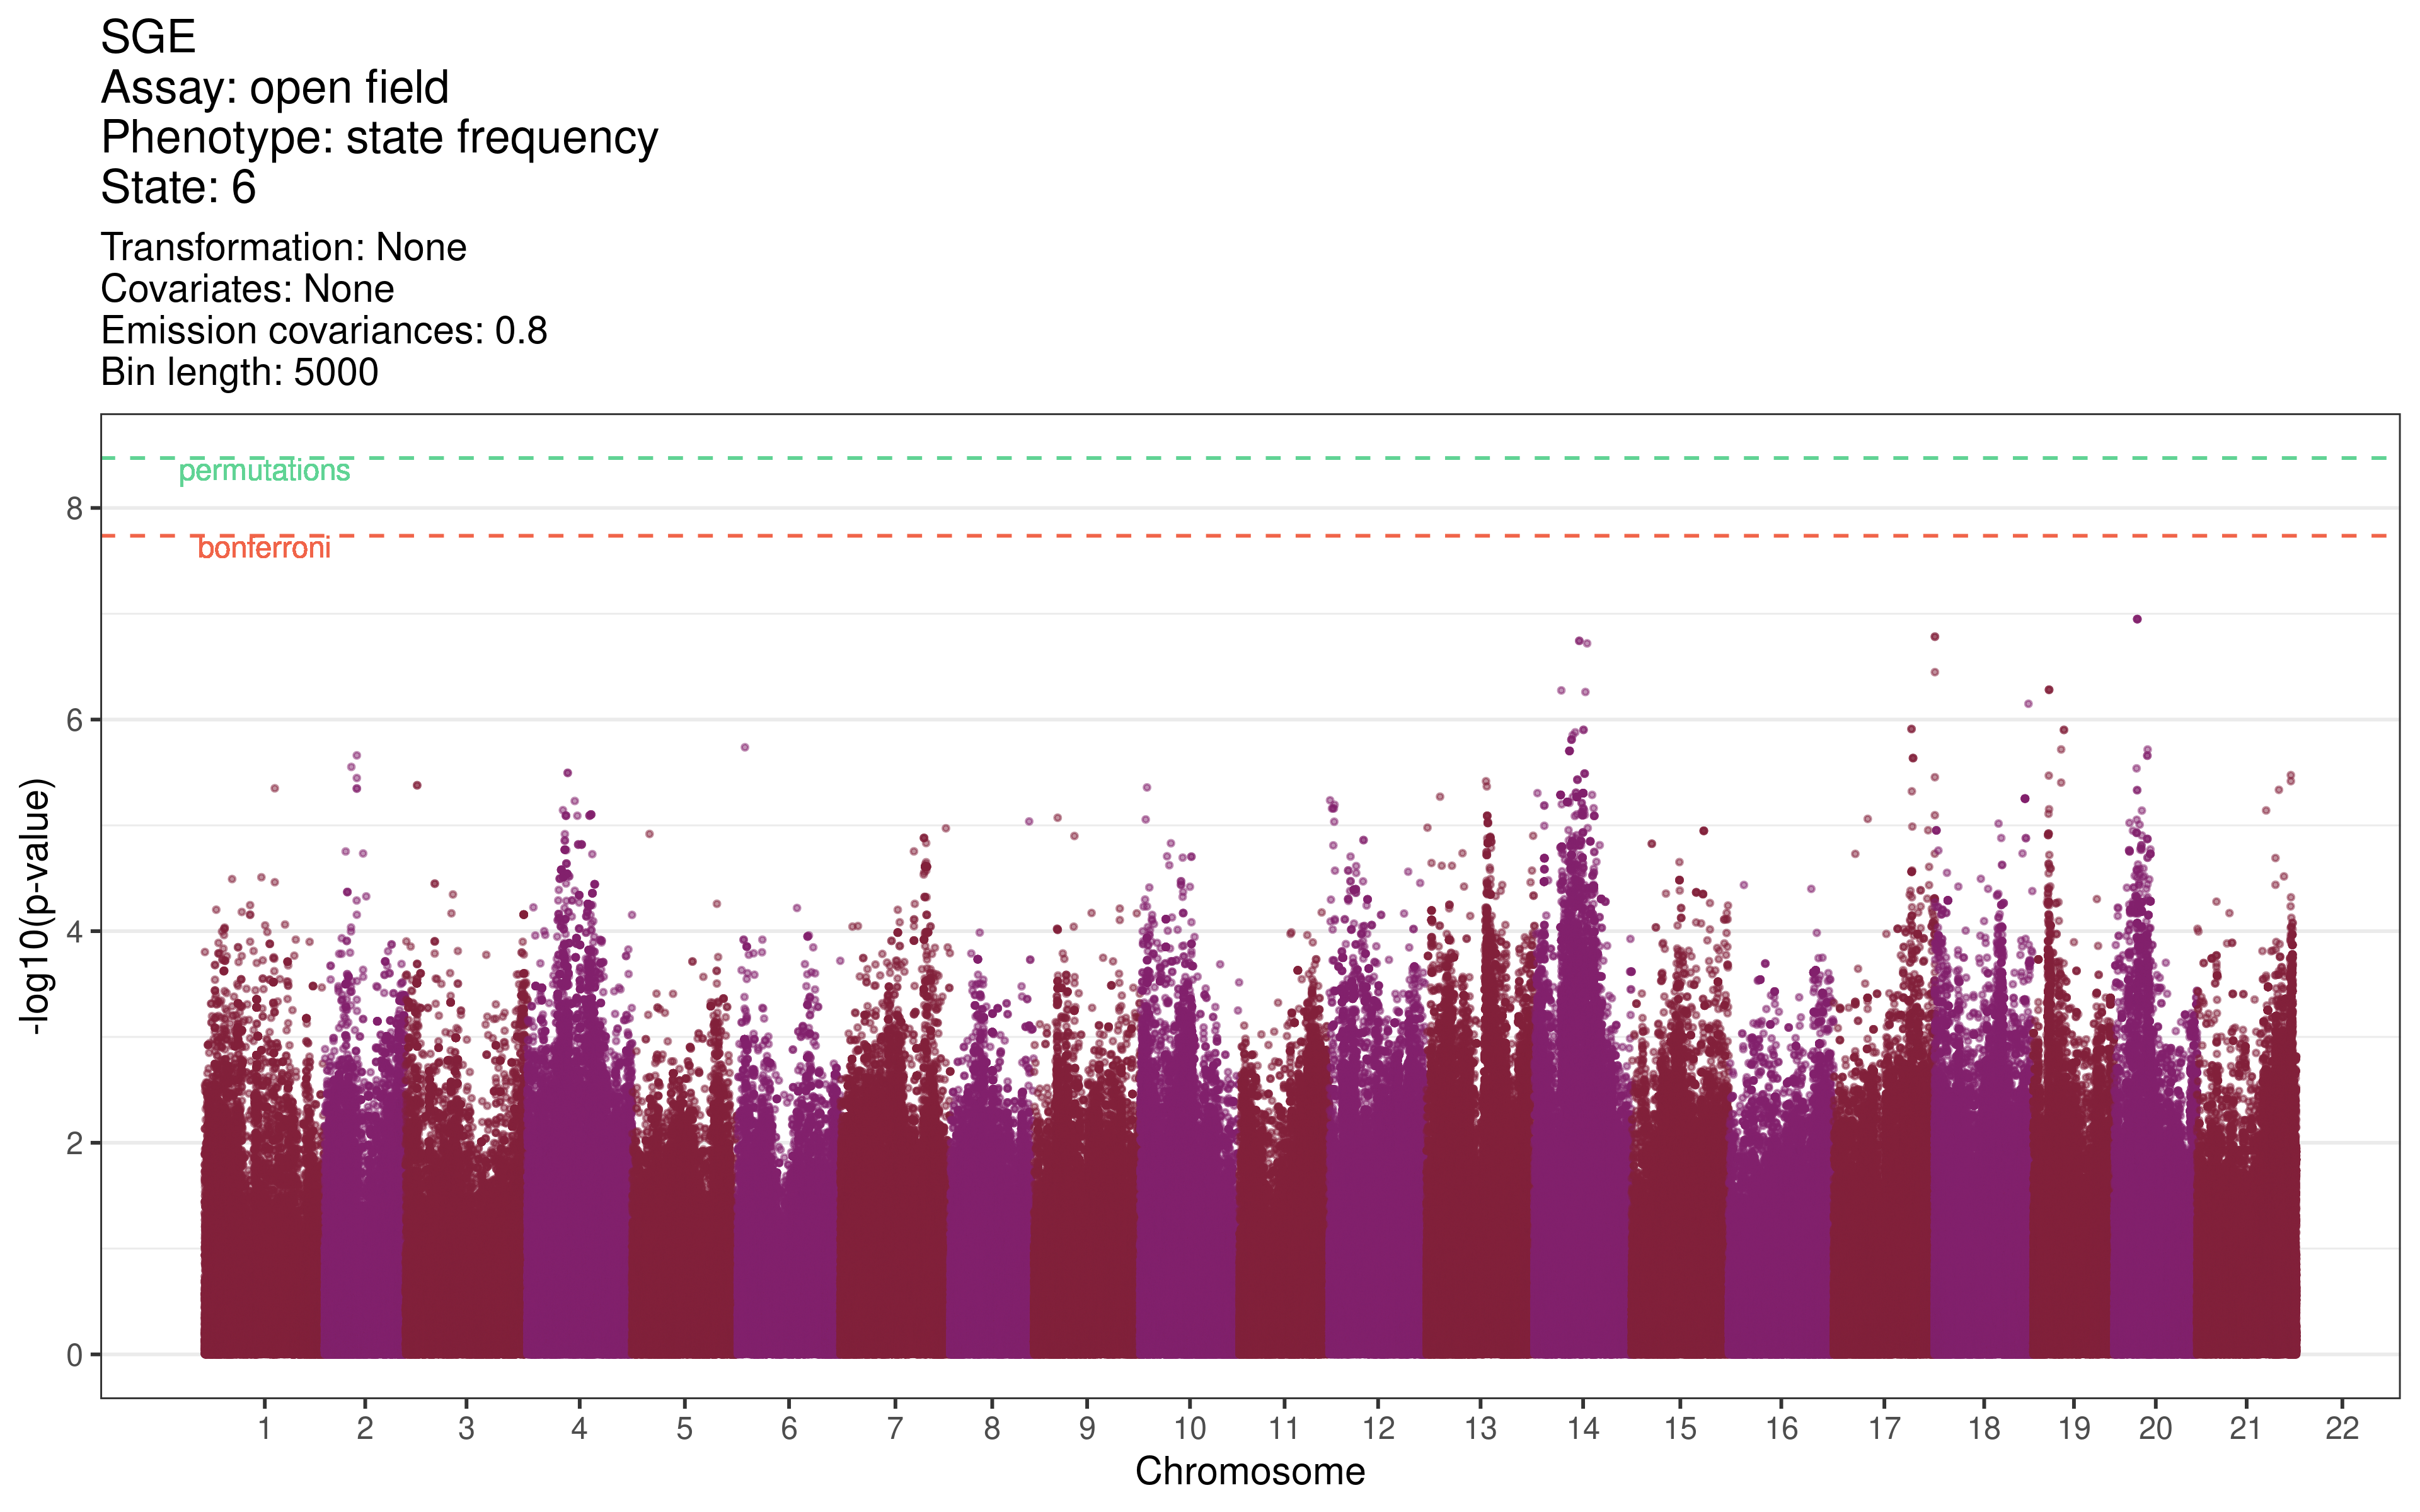 SGE
Assay: open field
Phenotype: state frequency
State: 6
Transformation: None
Covariates: None
Emission covariances: 0.8
Bin length: 5000
permutations
bonferroni
8
6
4
2
0
-log10(p-value)
1 2 3 4 5 6 7 8 9 10 11 12 13 14 15 16 17 18 19 20 21 22
Chromosome